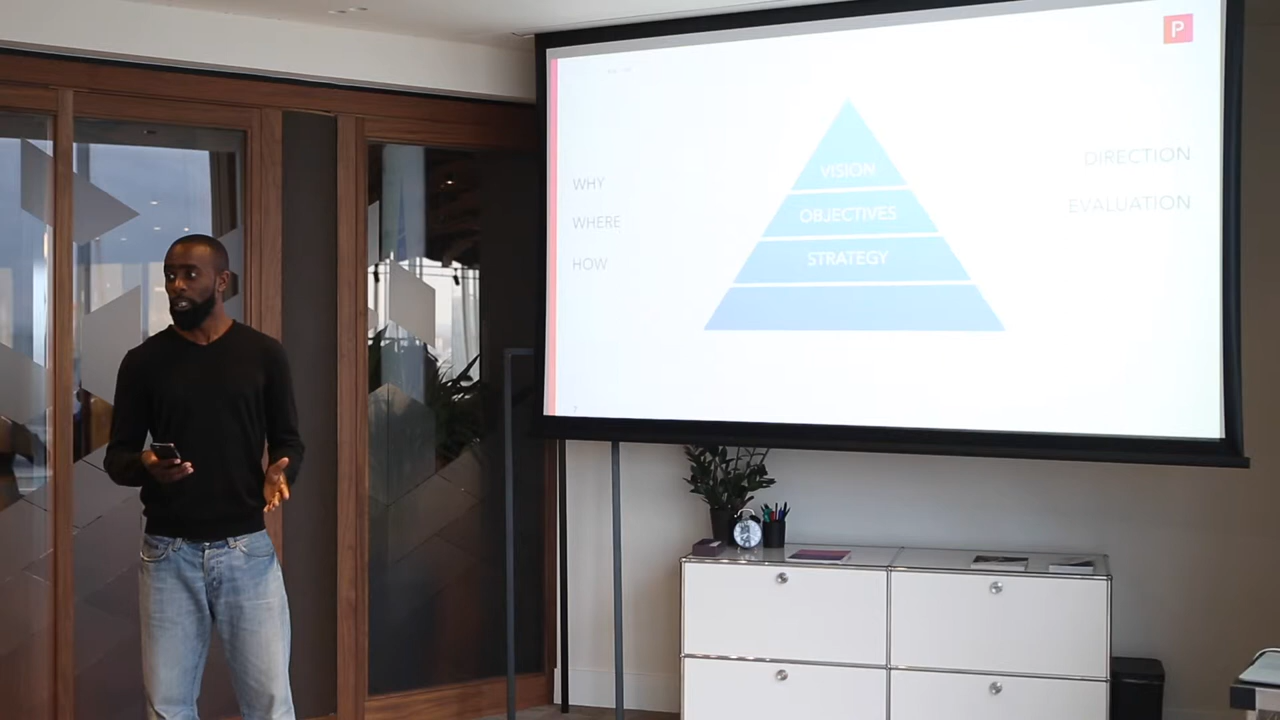 P
WHY
WHERE
HOW
VISION
OBJECTIVES
STRATEGY
DIRECTION
EVALUATION